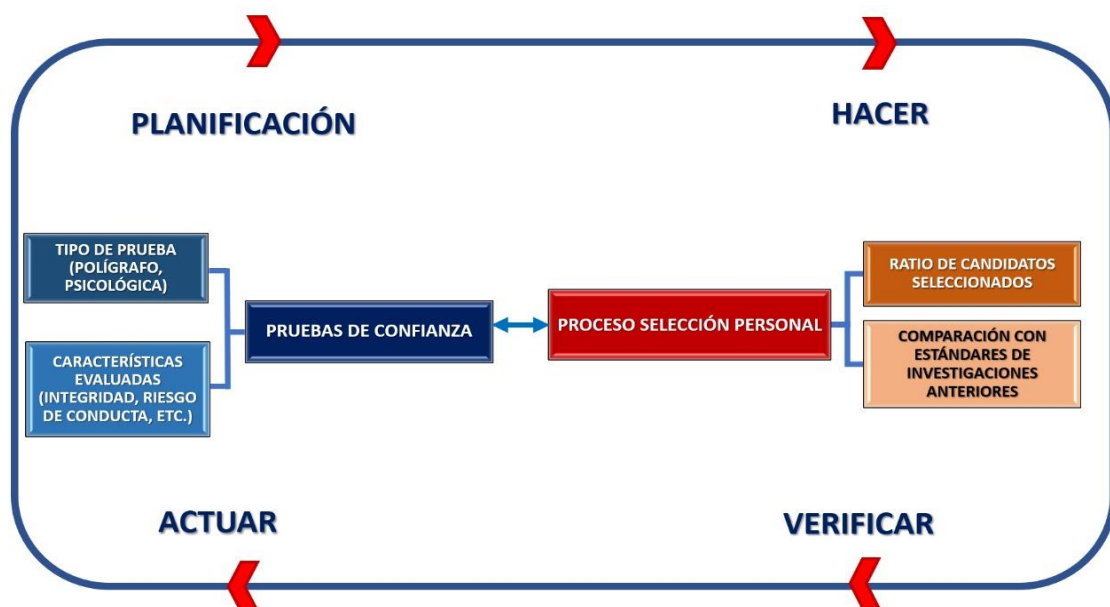 PLANIFICACIÓN
HACER
TIPO DE PRUEBA
(POLÍGRAFO,
PSICOLÓGICA)
CARACTERÍSTICAS
EVALUADAS
(INTEGRIDAD, RIESGO
DE CONDUCTA, ETC.)
PRUEBAS DE CONFIANZA
PROCESO SELECCIÓN PERSONAL
RATIO DE CANDIDATOS
SELECCIONADOS
COMPARACIÓN CON
ESTÁNDARES DE
INVESTIGACIONES
ANTERIORES
ACTUAR
VERIFICAR